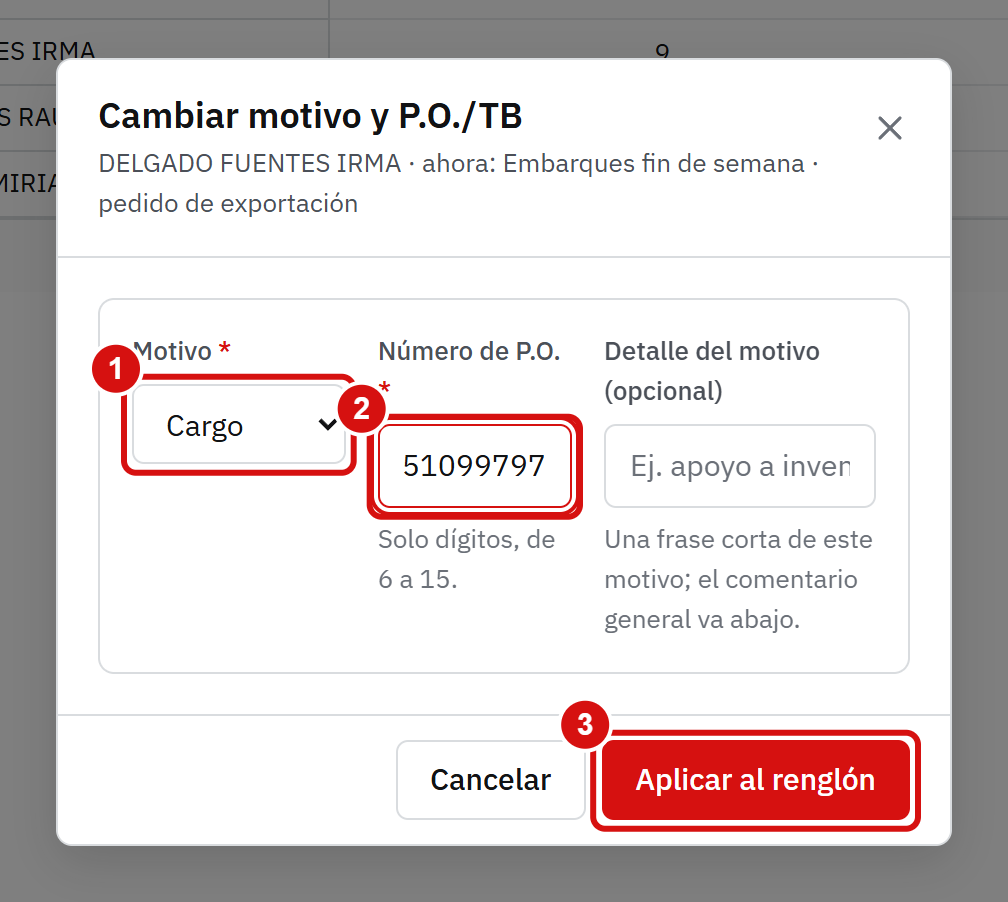 ES IRMA
9
Cambiar motivo y P.O./TB
DELGADO FUENTES IRMA · ahora: Embarques fin de semana ·
pedido de exportación
Motivo *
Número de P.O.
*
Detalle del motivo
(opcional)
1
Cargo
2
51099797
Ej. apoyo a inven
Solo dígitos, de
6 a 15.
Una frase corta de este
motivo; el comentario
general va abajo.
3
Cancelar
Aplicar al renglón